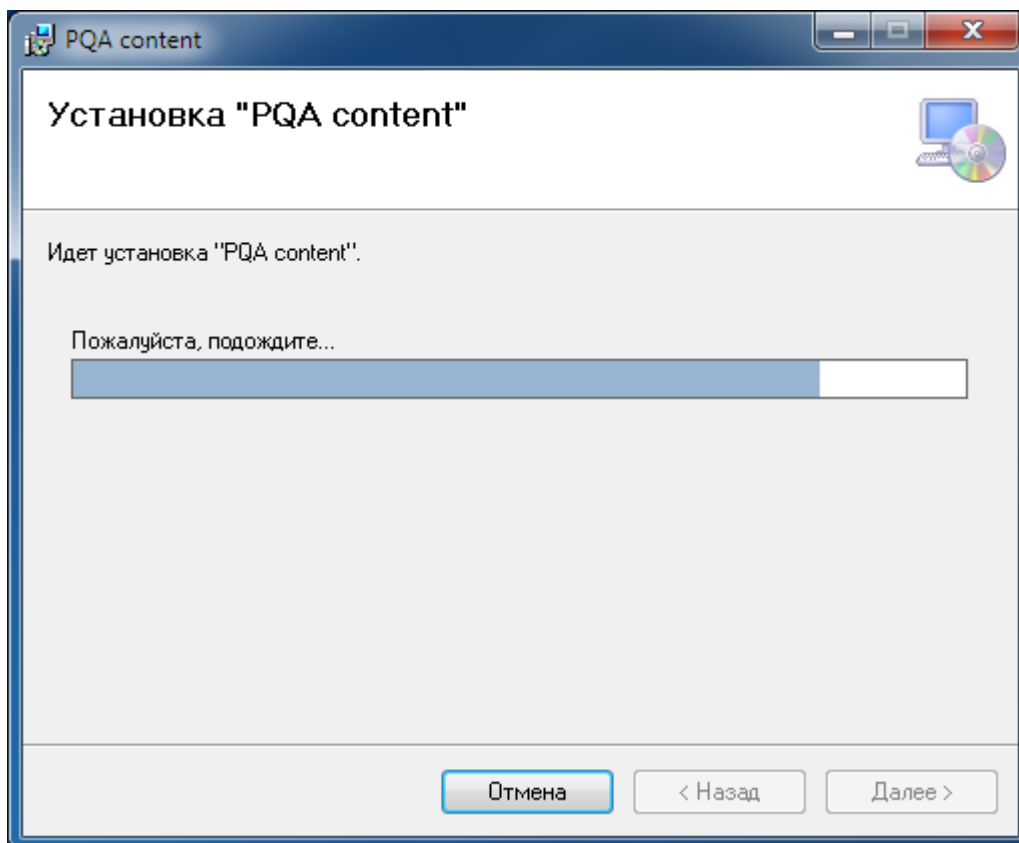 PQA content
Установка "PQA content"
Идет установка "PQA content".
Пожалуйста, подождите...
Отмена
< Назад
Далее >